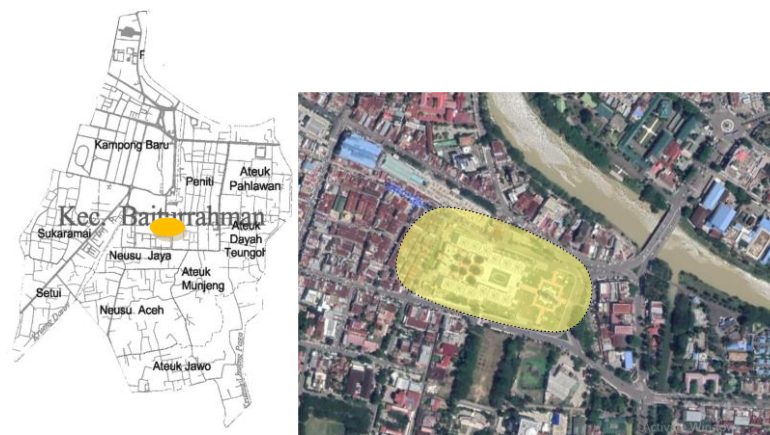 Kampong Baru
Peniti
Ateuk
Pahlawan
Kec. Baiturrahman
Sukaramai
Ateuk
Dayah
Teungoh
Neusu Jaya
Ateuk
Munjeng
Setui
Neusu Aceh
Ateuk Jawo